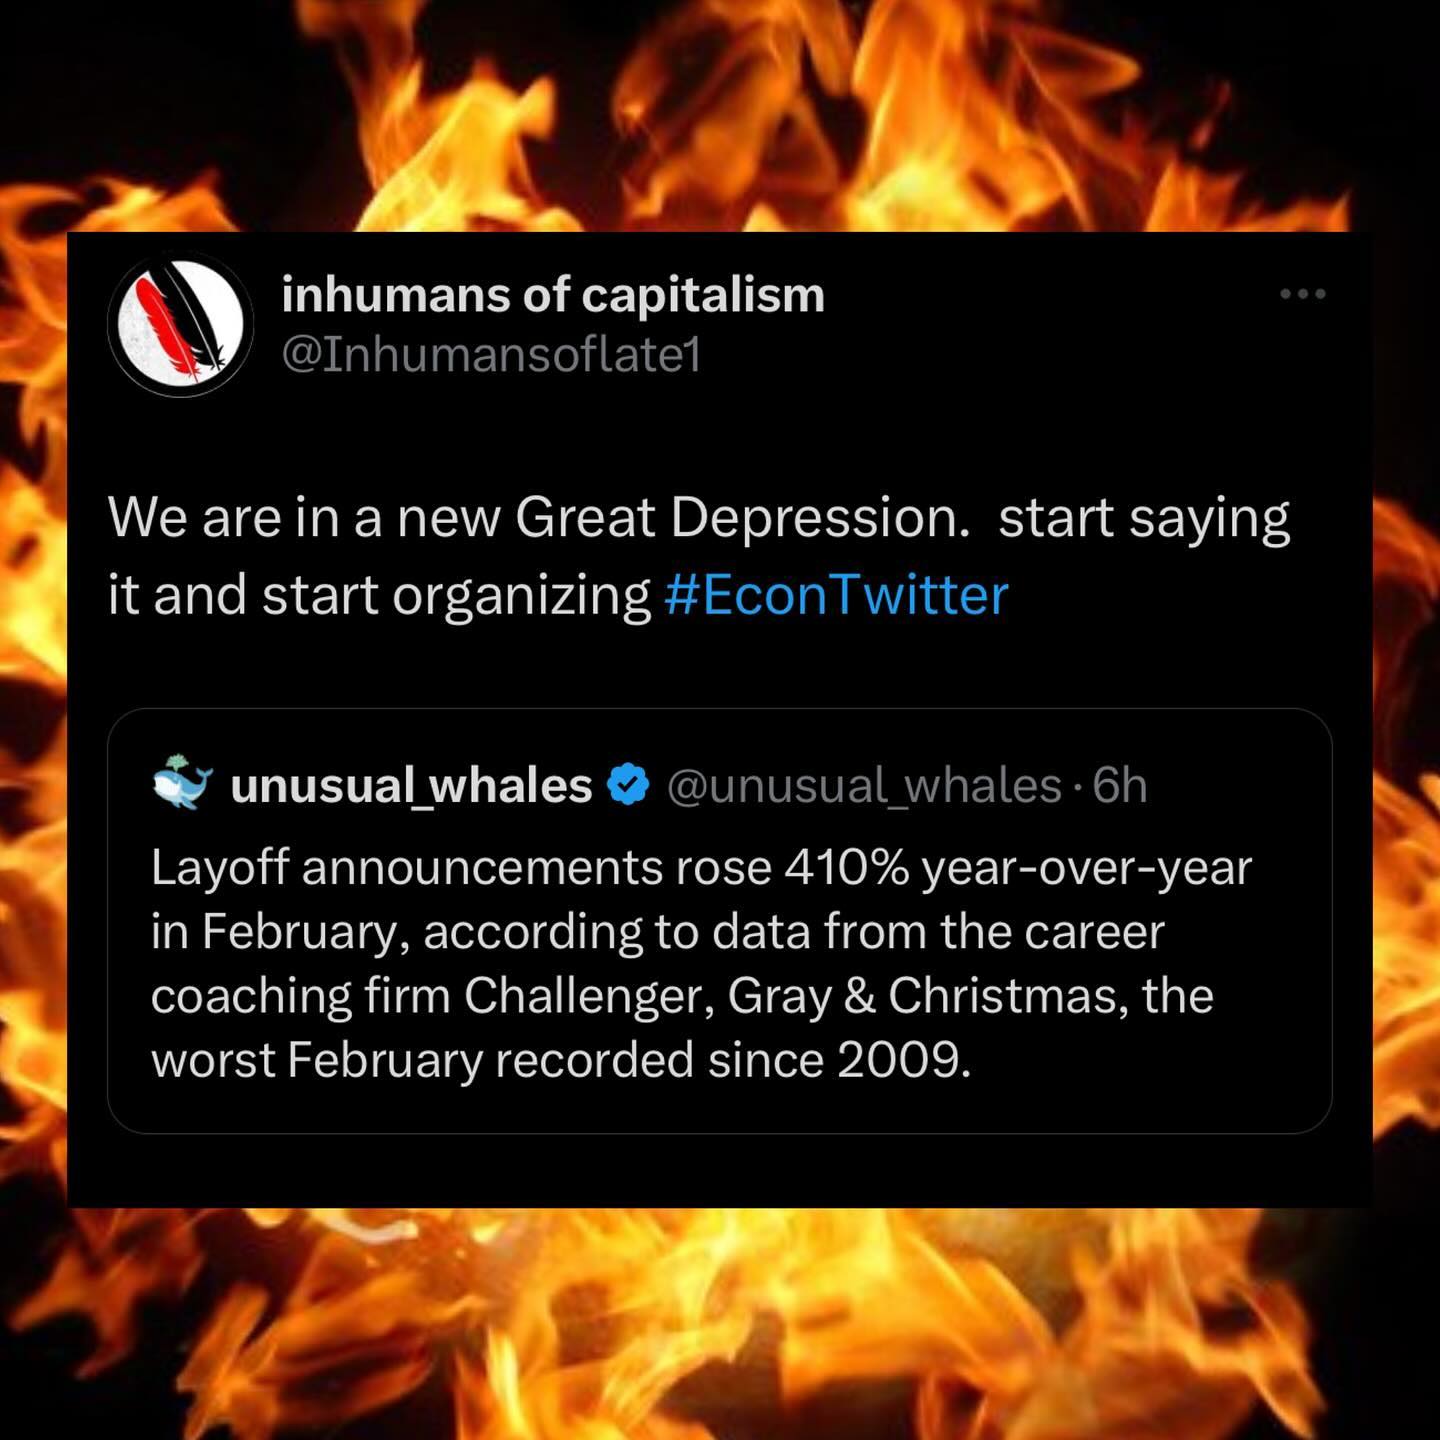 inhumans of capitalism
@Inhumansoflate1
We are in a new Great Depression.  start saying
it and start organizing #EconTwitter
unusual_whales @unusual_whales · 6h
Layoff announcements rose 410% year-over-year
in February, according to data from the career
coaching firm Challenger, Gray & Christmas, the
worst February recorded since 2009.